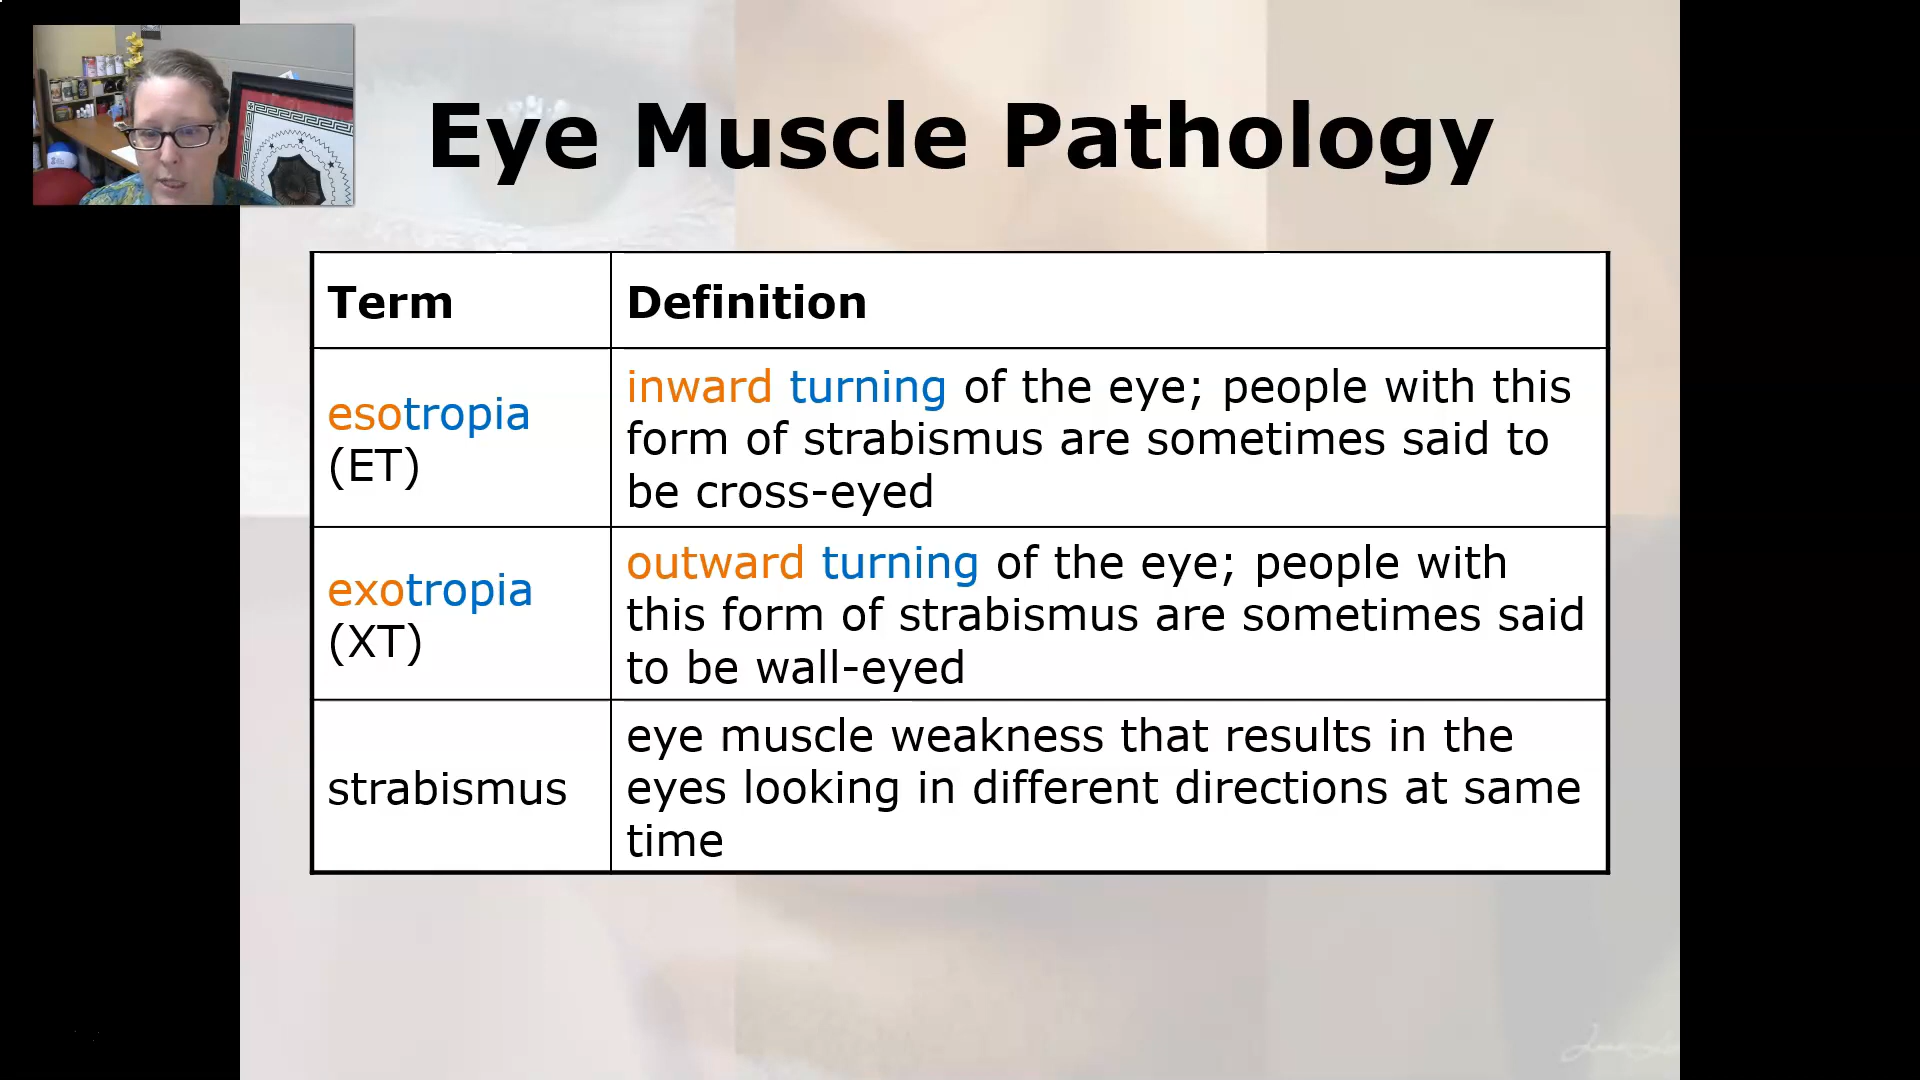 Eye Muscle Pathology
Term
Definition
esotropia
(ET)
inward turning of the eye; people with this
form of strabismus are sometimes said to
be cross-eyed
exotropia
(XT)
outward turning of the eye; people with
this form of strabismus are sometimes said
to be wall-eyed
strabismus
eye muscle weakness that results in the
eyes looking in different directions at same
time